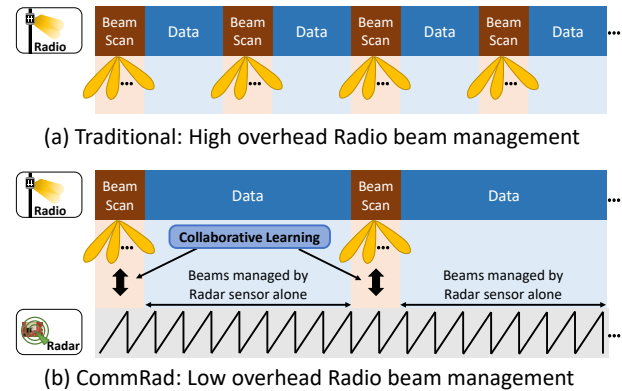 Beam Scan Data Beam Scan Data Beam Scan Data Beam Scan Data ...
Radio
... ... ... ...
(a) Traditional: High overhead Radio beam management
Beam Scan Data Beam Scan Data ...
Radio
... Collaborative Learning ...
Beams managed by Radar sensor alone
Beams managed by Radar sensor alone
Radar ...
(b) CommRad: Low overhead Radio beam management